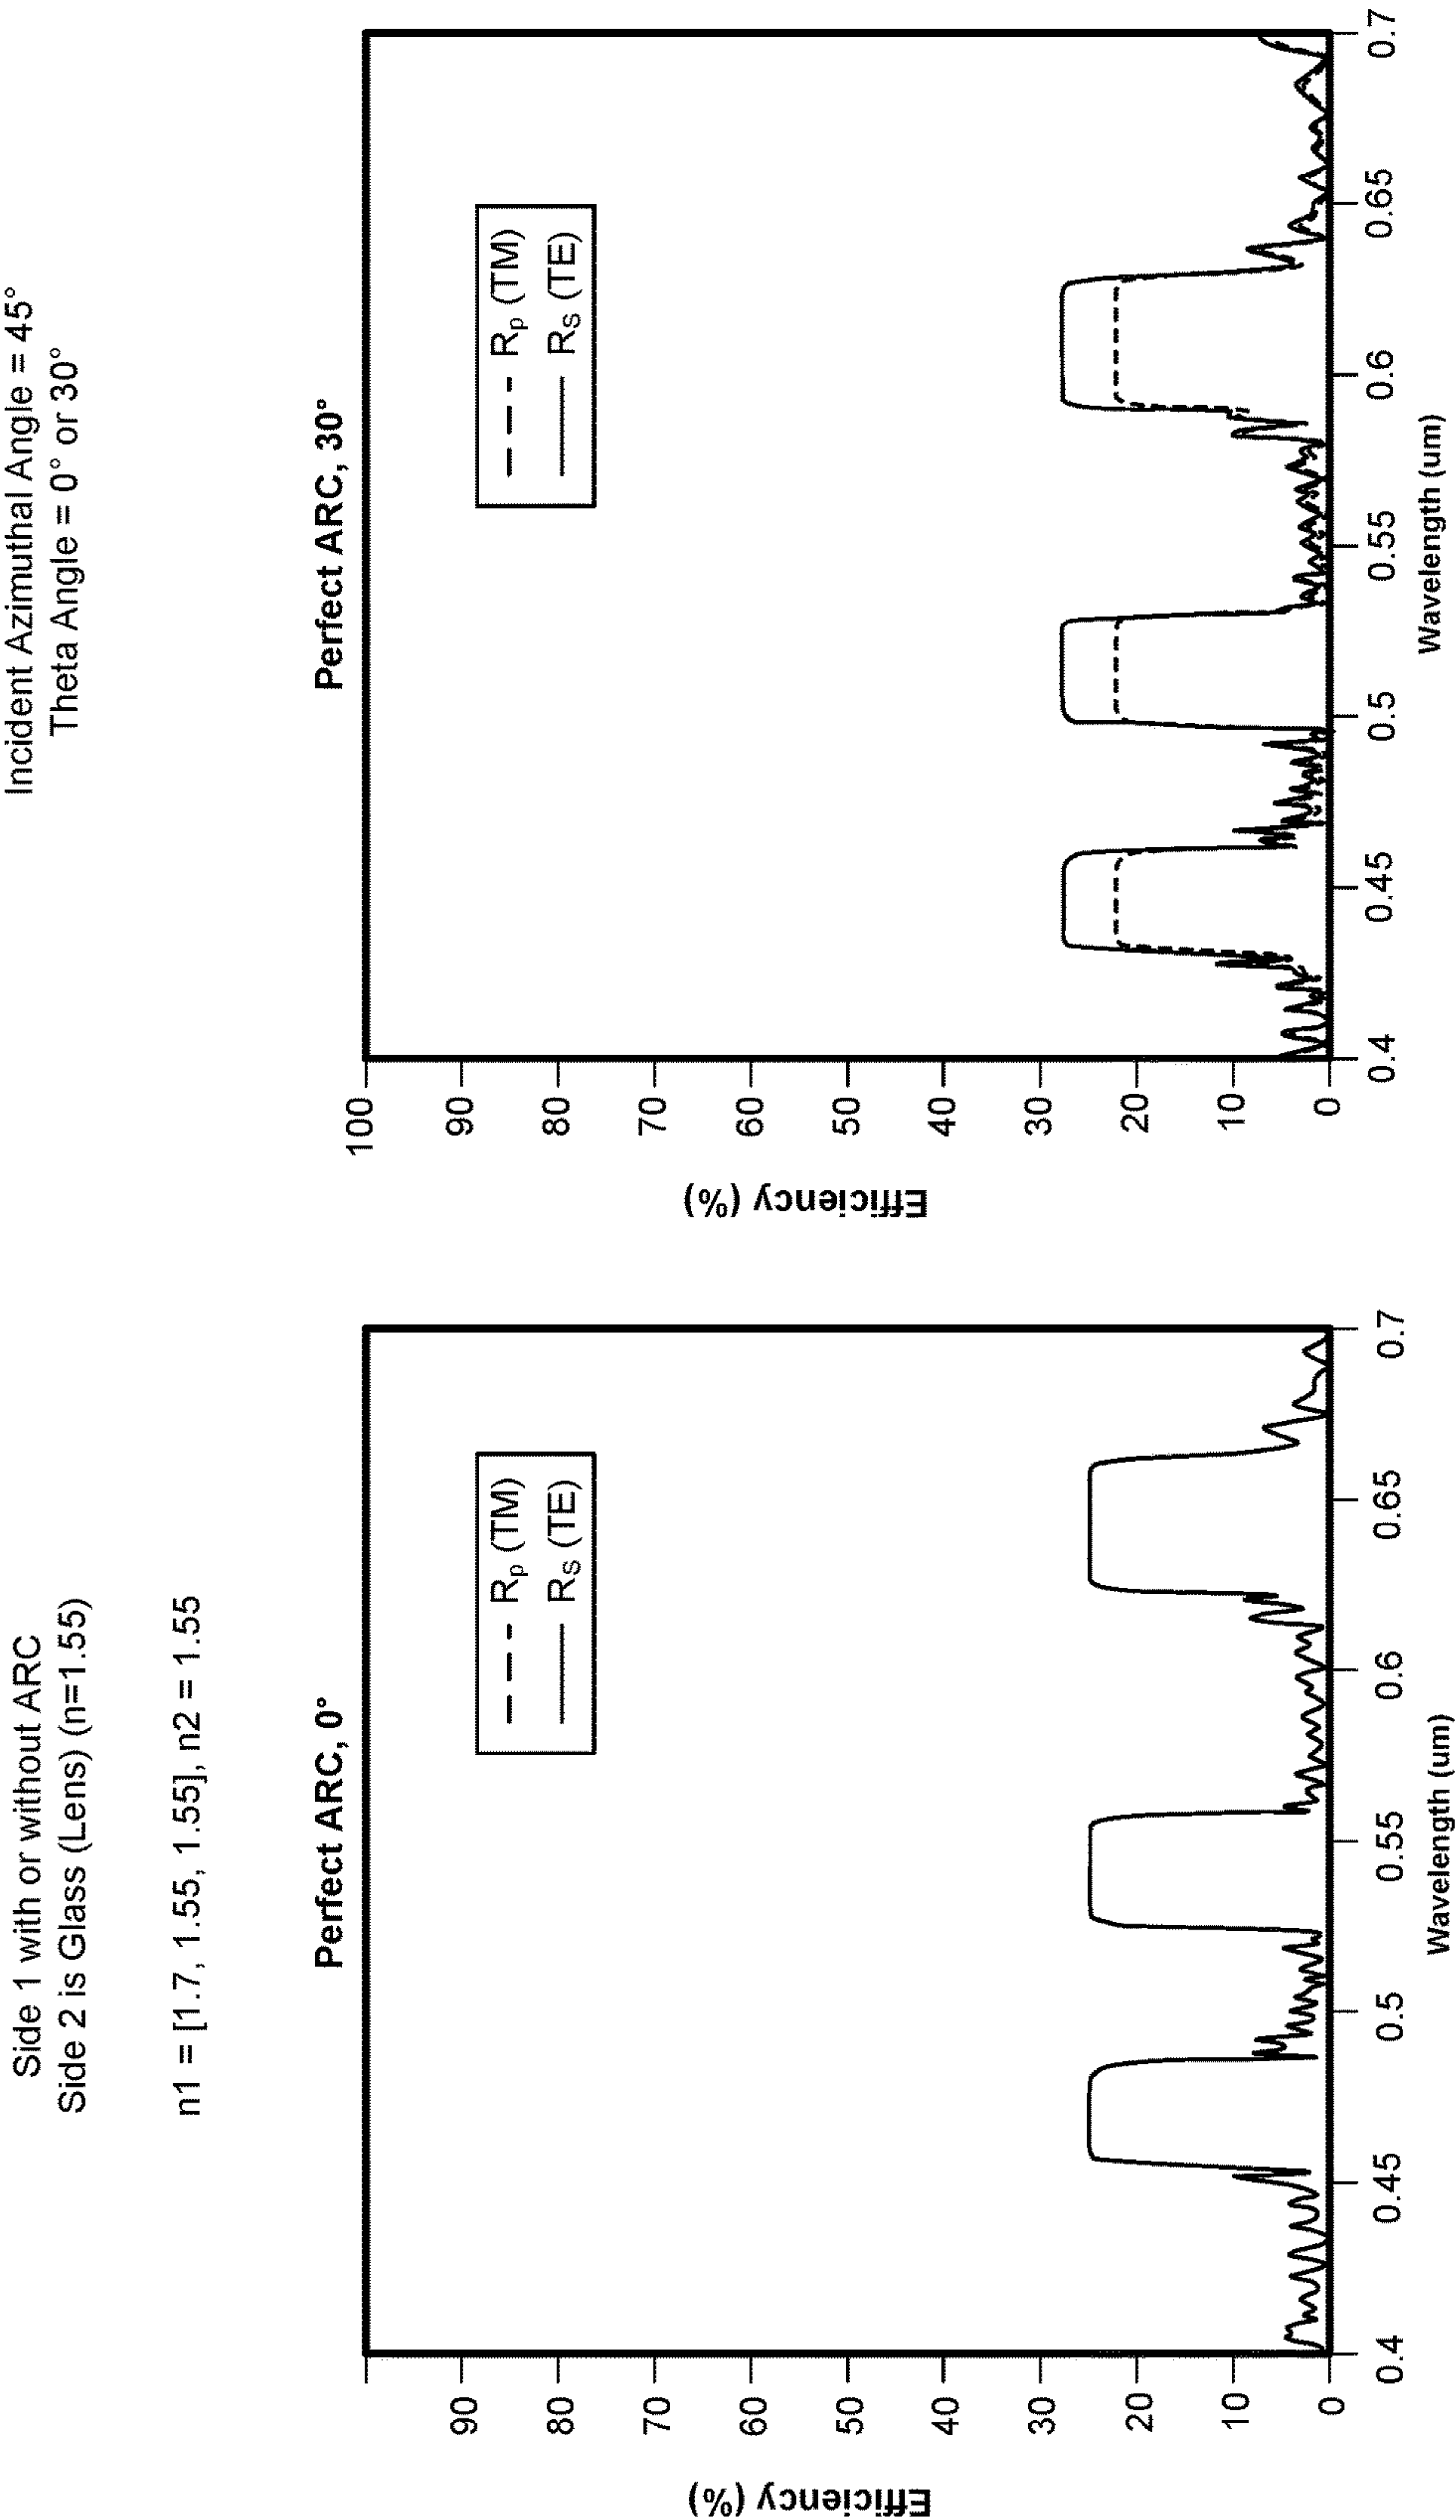 Side 1 with or without ARC
Side 2 is Glass (Lens) (n=1.55)
n1 = [1.7, 1.55, 1.55], n2 = 1.55
Incident Azimuthal Angle = 45°
Theta Angle = 0° or 30°
Perfect ARC, 0°
Efficiency (%)
90
80
70
60
50
40
30
20
10
0
Rp (TM)
RS (TE)
0.4
0.45
0.5
0.55
0.6
0.65
0.7
Wavelength (um)
Perfect ARC, 30°
Efficiency (%)
100
90
80
70
60
50
40
30
20
10
0
Rp (TM)
RS (TE)
0.4
0.45
0.5
0.55
0.6
0.65
0.7
Wavelength (um)